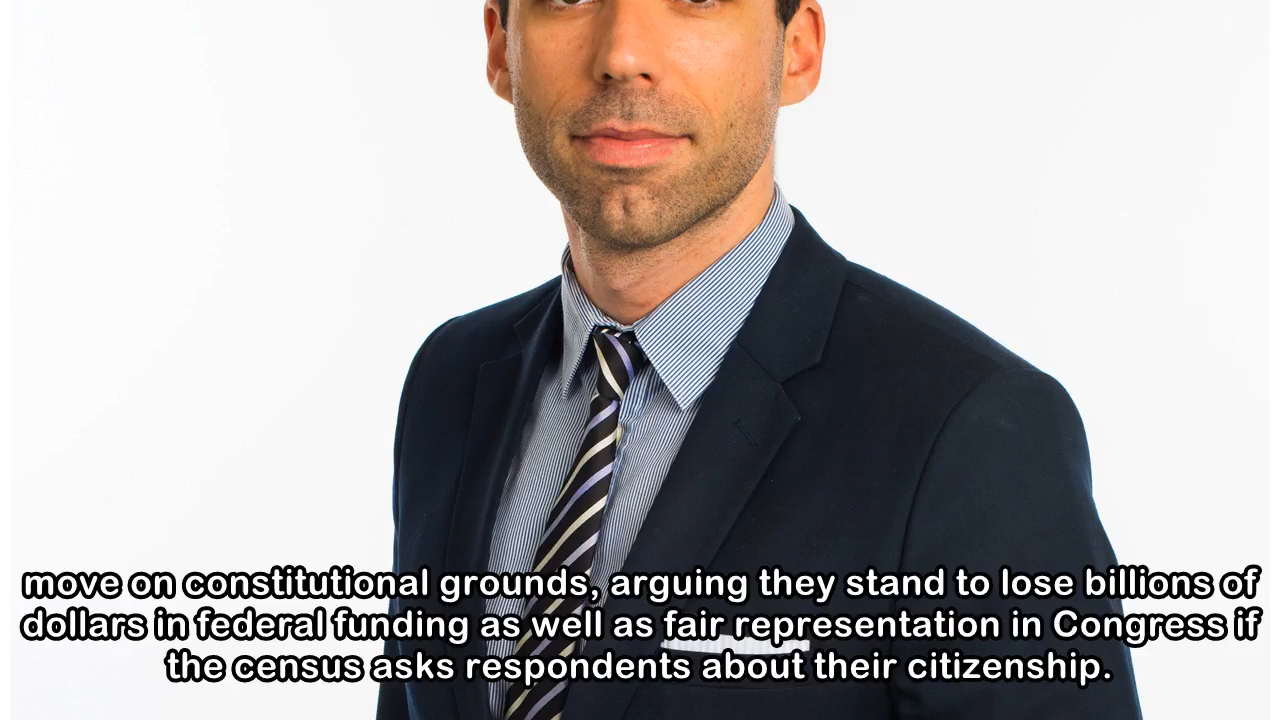 move on constitutional grounds, arguing they stand to lose billions of
dollars in federal funding as well as fair representation in Congress if
the census asks respondents about their citizenship.